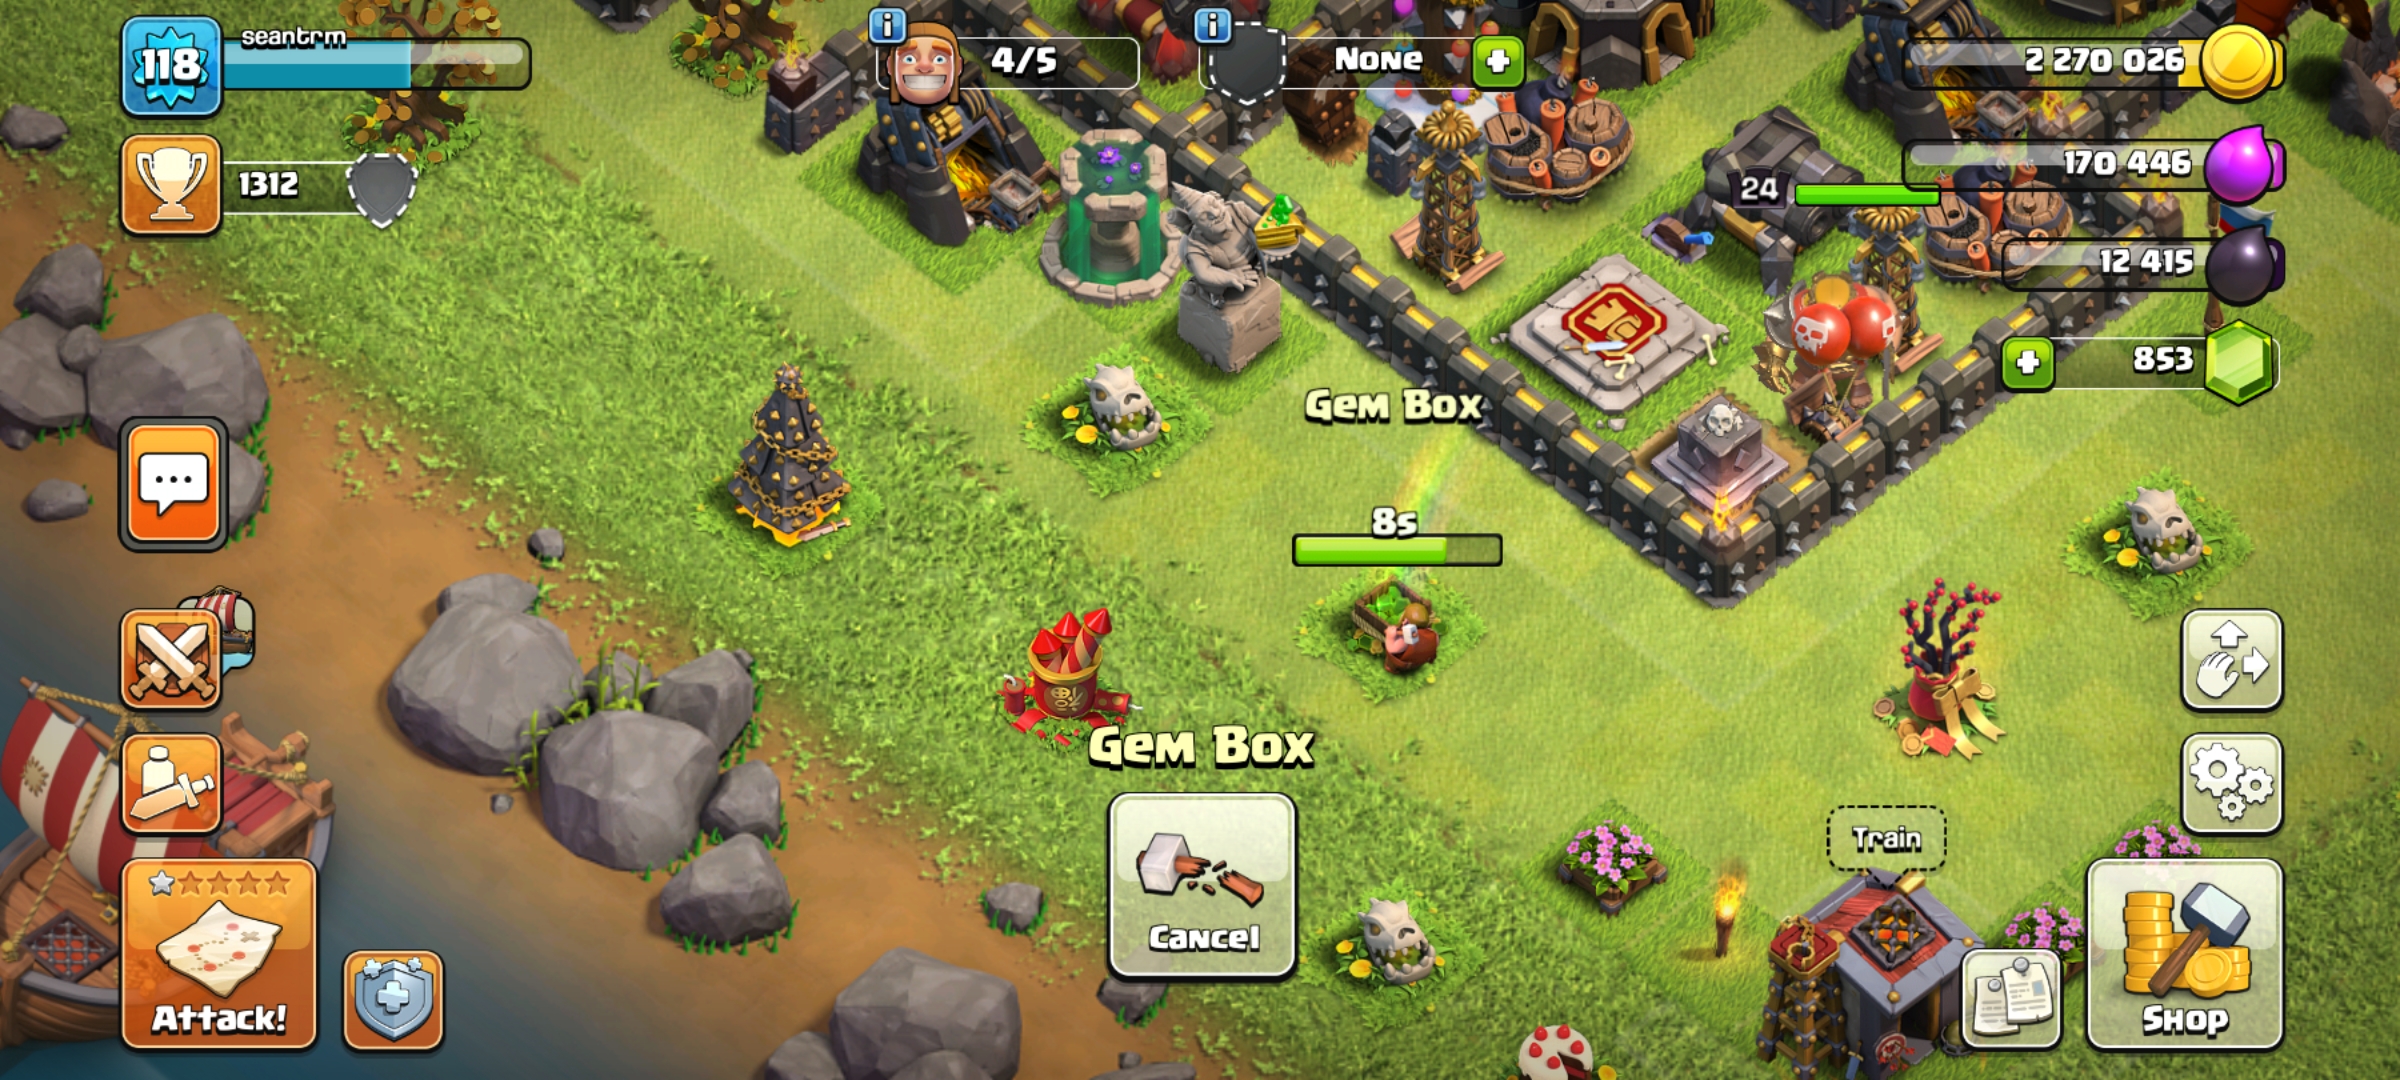 118
seantrm
4/5
None
2 270 026
1312
170 446
24
12 415
853
Gem Box
8s
Gem Box
Train
Cancel
Attack!
Shop